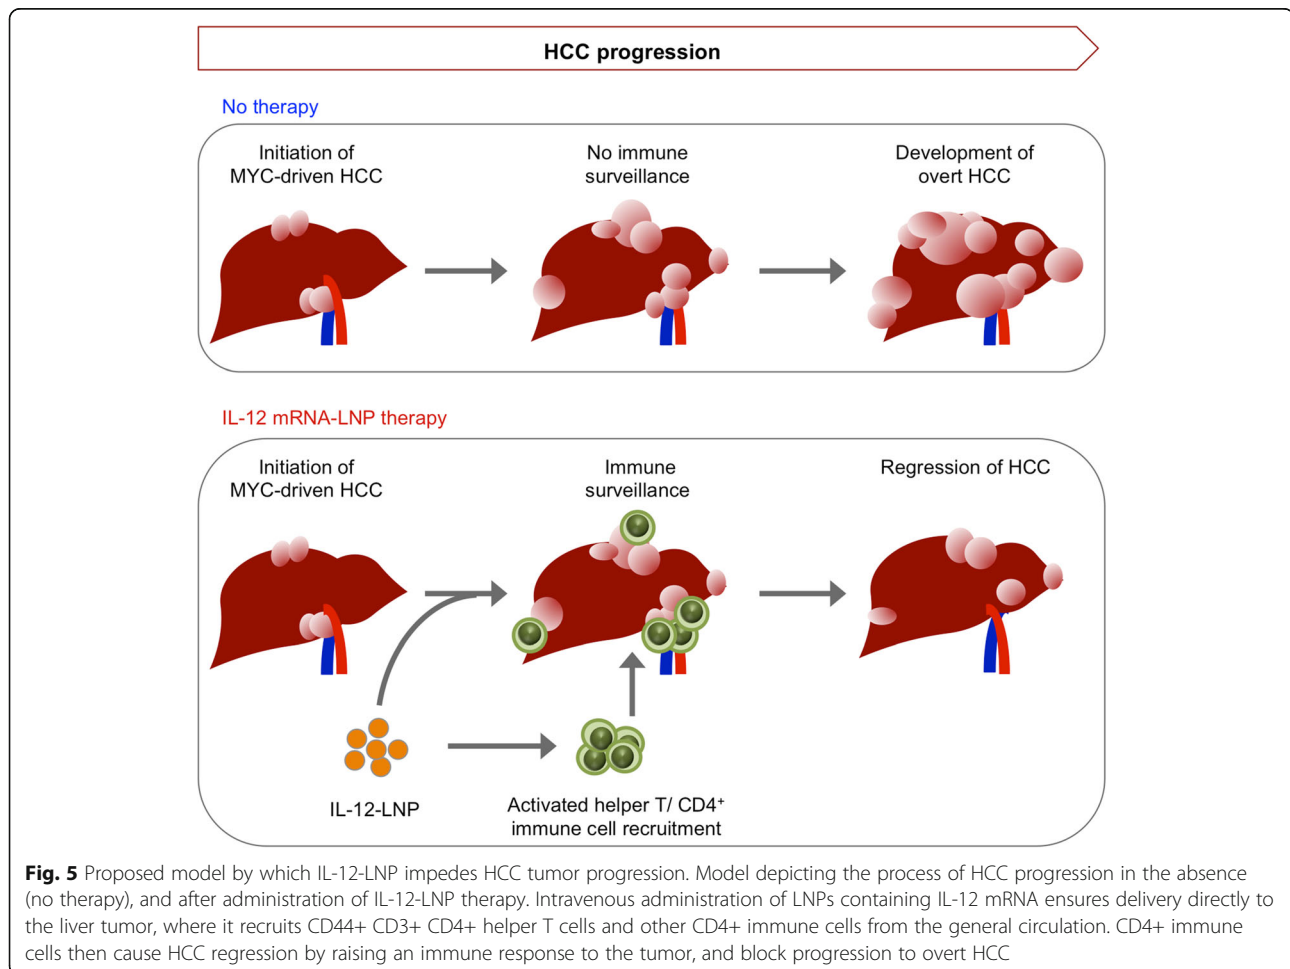 HCC progression
No therapy
Initiation of
MYC-driven HCC
No immune
surveillance
Development of
overt HCC
IL-12 mRNA-LNP therapy
Initiation of
MYC-driven HCC
Immune
surveillance
Regression of HCC
IL-12-LNP
Activated helper T/ CD4⁺
immune cell recruitment
Fig. 5 Proposed model by which IL-12-LNP impedes HCC tumor progression. Model depicting the process of HCC progression in the absence
(no therapy), and after administration of IL-12-LNP therapy. Intravenous administration of LNPs containing IL-12 mRNA ensures delivery directly to
the liver tumor, where it recruits CD44+ CD3+ CD4+ helper T cells and other CD4+ immune cells from the general circulation. CD4+ immune
cells then cause HCC regression by raising an immune response to the tumor, and block progression to overt HCC